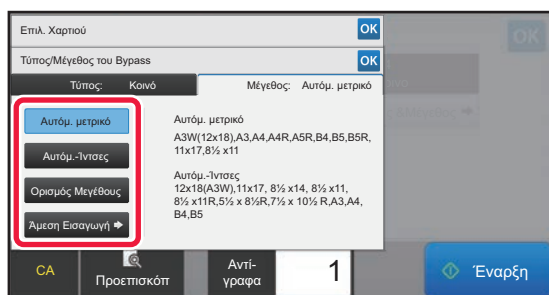 Επιλ. Χαρτιού
OK
Τύπος/Μέγεθος του Bypass
OK
Τύπος: Κοινό
Μέγεθος: Αυτόμ. μετρικό
Αυτόμ. μετρικό
Αυτόμ.-Ίντσες
Ορισμός Μεγέθους
Άμεση Εισαγωγή
Αυτόμ. μετρικό
A3W(12x18),A3,A4,A4R,A5R,B4,B5,B5R,
11x17,8½ x11
Αυτόμ.-Ίντσες
12x18(A3W),11x17, 8½ x14, 8½ x11,
8½ x11R,5½ x 8½R,7½ x 10½ R,A3,A4,
B4,B5
OK
CA
Προεπισκόπ
Αντί-
γραφα
1
Έναρξη